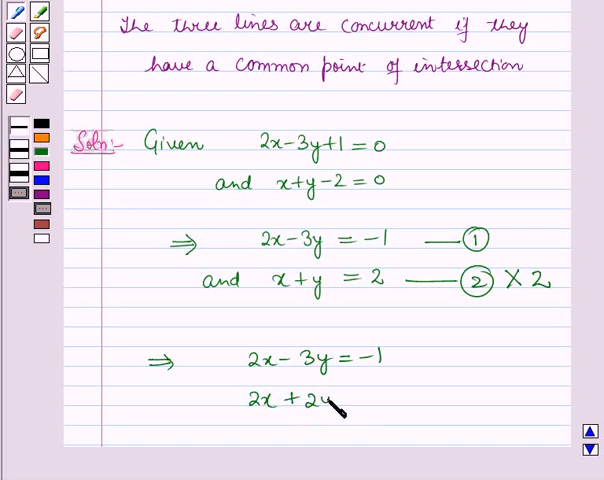 The three lines are concurrent if they
have a common point of intersection
Soln:- Given 2x-3y+1=0
and x+y-2=0
⇒ 2x-3y = -1 —— ①
and x+y = 2 —— ② × 2
⇒ 2x - 3y = -1
2x + 2y